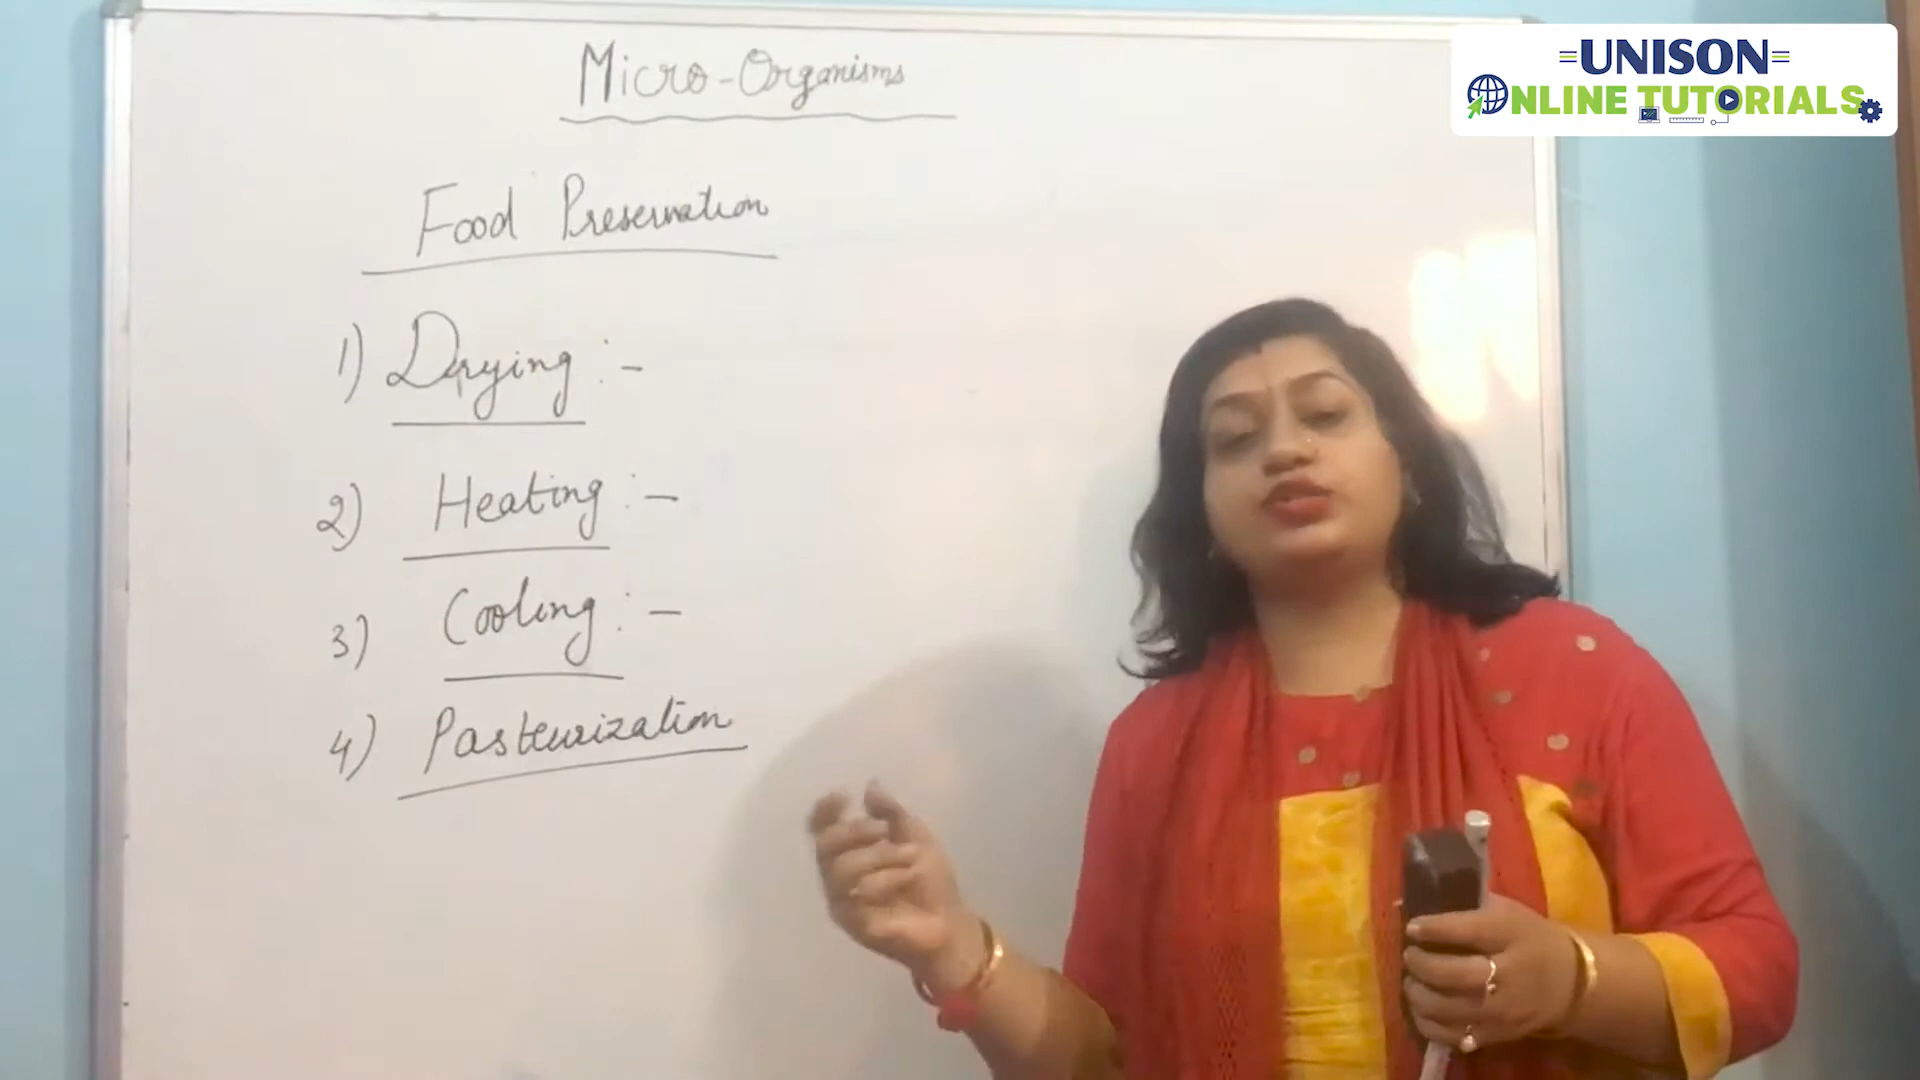 Micro-Organisms
UNISON
ONLINE TUTORIALS
Food Preservation
1) Drying :-
2) Heating :-
3) Cooling :-
4) Pasteurization